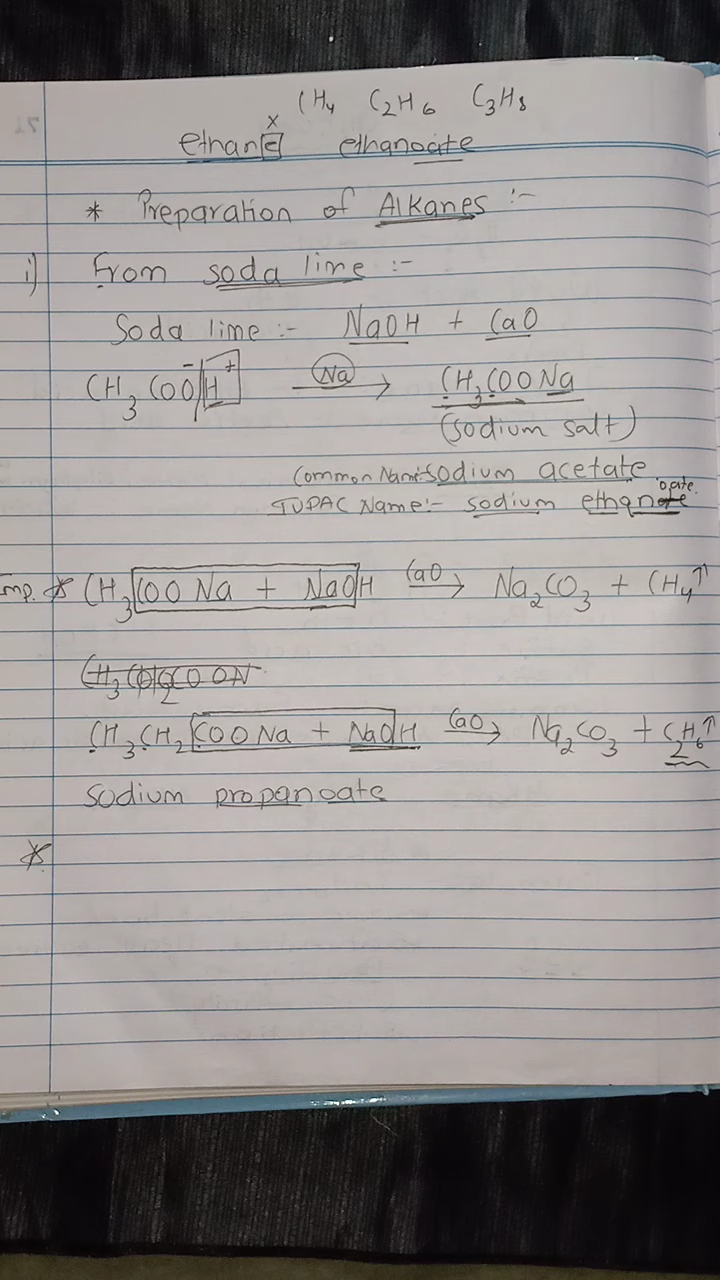 CH4 C2H6 C3H8
x
ethane ethanoate
* Preparation of Alkanes :-
i) From soda lime :-
Soda lime :- NaOH + CaO
CH3COO⁻H⁺ Na → CH3COONa
(sodium salt)
Common Name:- sodium acetate
IUPAC Name:- sodium ethanoate
Imp. * CH3COONa + NaOH CaO → Na2CO3 + CH4↑
CH3CH2COONa + NaOH CaO → Na2CO3 + C2H6↑
sodium propanoate
*